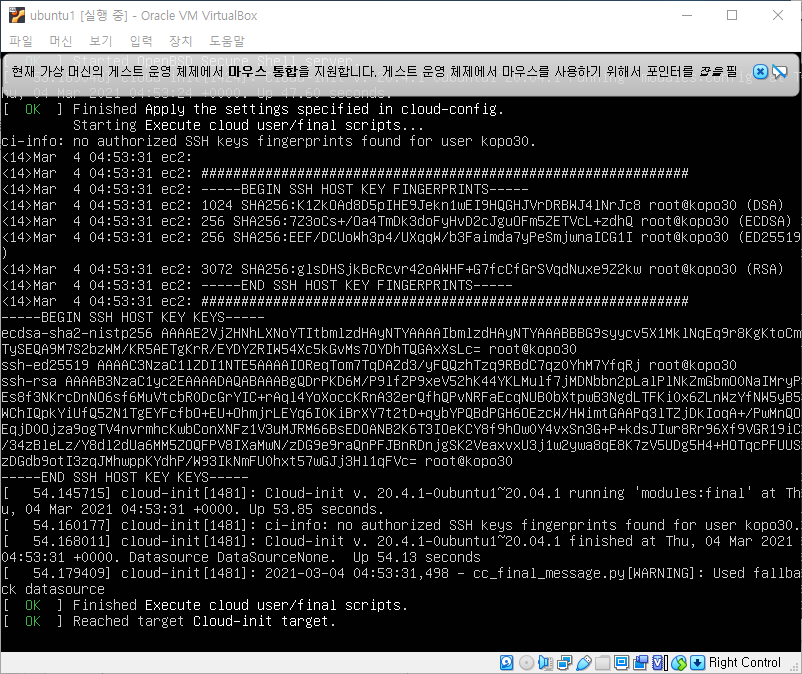 ubuntu1 [실행 중] - Oracle VM VirtualBox
파일 머신 보기 입력 장치 도움말
현재 가상 머신의 게스트 운영 체제에서 마우스 통합을 지원합니다. 게스트 운영 체제에서 마우스를 사용하기 위해서 포인터를 잡을 필
u, 04 Mar 2021 04:53:24 +0000. Up 47.60 seconds.
[  OK  ] Finished Apply the settings specified in cloud-config.
         Starting Execute cloud user/final scripts...
ci-info: no authorized SSH keys fingerprints found for user kopo30.
<14>Mar  4 04:53:31 ec2:
<14>Mar  4 04:53:31 ec2: #############################################################
<14>Mar  4 04:53:31 ec2: -----BEGIN SSH HOST KEY FINGERPRINTS-----
<14>Mar  4 04:53:31 ec2: 1024 SHA256:K1ZkOAd8D5pIHE9Jekn1wEI9HQGHJVrDRBWJ4lNrJc8 root@kopo30 (DSA)
<14>Mar  4 04:53:31 ec2: 256 SHA256:7Z3oCs+/Oa4TmDk3doFyHvD2cJguOFm5ZETVcL+zdhQ root@kopo30 (ECDSA)
<14>Mar  4 04:53:31 ec2: 256 SHA256:EEF/DCUoWh3p4/UXqqW/b3Faimda7yPeSmjwnaICG1I root@kopo30 (ED25519
)
<14>Mar  4 04:53:31 ec2: 3072 SHA256:glsDHSjkBcRcvr42oAWHF+G7fcCfGrSVqdNuxe9Z2kw root@kopo30 (RSA)
<14>Mar  4 04:53:31 ec2: -----END SSH HOST KEY FINGERPRINTS-----
<14>Mar  4 04:53:31 ec2: #############################################################
-----BEGIN SSH HOST KEY KEYS-----
ecdsa-sha2-nistp256 AAAAE2VjZHNhLXNoYTItbmlzdHAyNTYAAAAIbmlzdHAyNTYAAABBBG9syycv5X1MklNqEq9r8KgKtoCm
TySEQA9M7S2bzWM/KR5AETgKrR/EYDYZRIW54Xc5kGvMs7OYDhTQGAxXsLc= root@kopo30
ssh-ed25519 AAAAC3NzaC1lZDI1NTE5AAAAIOReqTom7TqDAZd3/yFQQzhTzq9RBdC7qz0YhM7YfqRj root@kopo30
ssh-rsa AAAAB3NzaC1yc2EAAAADAQABAAABgQDrPKD6M/P9lfZP9xeV52hK44YKLMulf7jMDNbbn2pLalPlNkZmGbmO0NaIMryP
Es8f3NKrcDnNO6sf6MuVtcbR0DcGrYIC+rAql4YoXoccKRnA32erQfhQPvNRFaEcqNUB0bXtpwB3NgdLTFKi0x6ZLnWzYfNW5yB5
WChIQpkYiUfQ5ZN1TgEYFcfbO+EU+OhmjrLEYq6I0KiBrXY7t2tD+qybYPQBdPGH6OEzcW/HWimtGAAPq3lTZjDkIoqA+/PwMnQO
EqjD0Ojza9ogTV4nvrmhcKwbConXNFz1V3uMJRM66BsEDOANB2K6T3IOeKCY8f9hOw0Y4vxSn3G+P+kdsJIwr8Rr96Xf9VGR19iC
/34zBleLz/Y8dl2dUa6MM5ZOQFPV8IXaMwN/zDG9e9raQnPFJBnRDnjgSK2VeaxvxU3j1w2ywa8qE8K7zV5UDg5H4+HOTqcPFUUS
zDGdb9otI3zqJMhwppKYdhP/W93IkNmFU0hxt57wGJj3Hl1qFVc= root@kopo30
-----END SSH HOST KEY KEYS-----
[   54.145715] cloud-init[1481]: Cloud-init v. 20.4.1-0ubuntu1~20.04.1 running 'modules:final' at Th
u, 04 Mar 2021 04:53:31 +0000. Up 53.85 seconds.
[   54.160177] cloud-init[1481]: ci-info: no authorized SSH keys fingerprints found for user kopo30.
[   54.168011] cloud-init[1481]: Cloud-init v. 20.4.1-0ubuntu1~20.04.1 finished at Thu, 04 Mar 2021
04:53:31 +0000. Datasource DataSourceNone.  Up 54.13 seconds
[   54.179409] cloud-init[1481]: 2021-03-04 04:53:31,498 - cc_final_message.py[WARNING]: Used fallba
ck datasource
[  OK  ] Finished Execute cloud user/final scripts.
[  OK  ] Reached target Cloud-init target.
Right Control